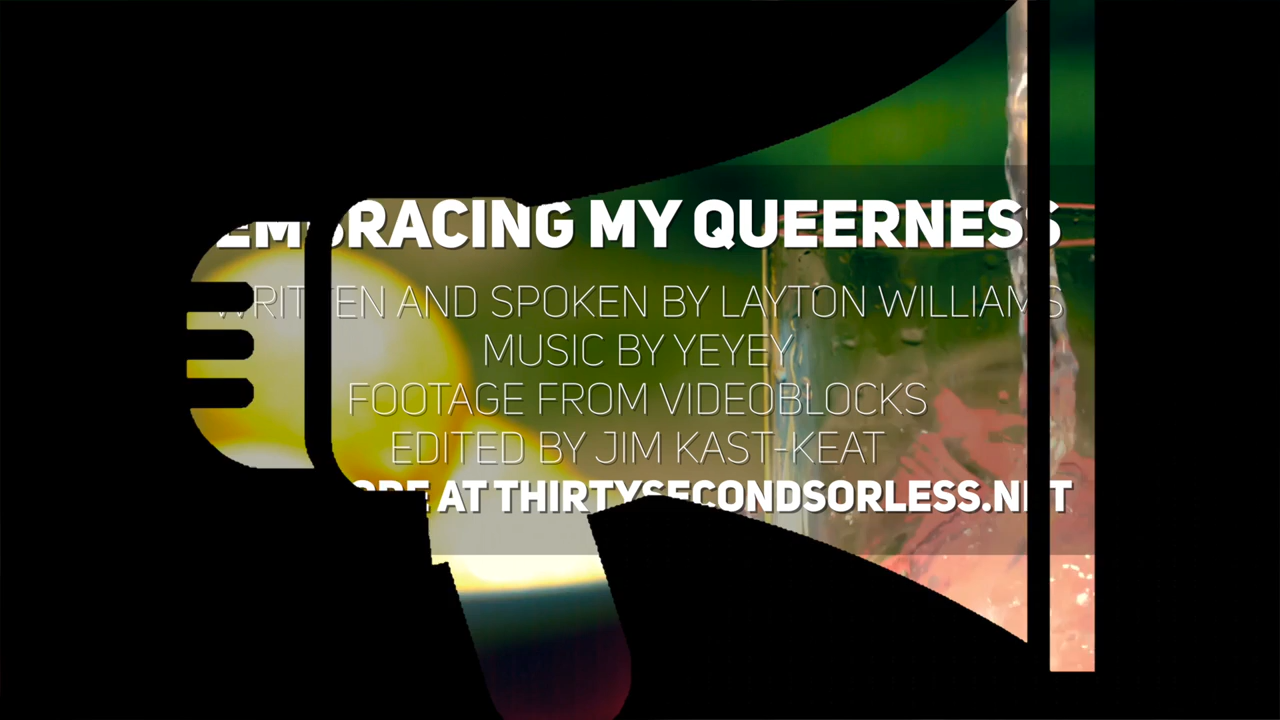 EMBRACING MY QUEERNESS
WRITTEN AND SPOKEN BY LAYTON WILLIAMS
MUSIC BY YEYEY
FOOTAGE FROM VIDEOBLOCKS
EDITED BY JIM KAST-KEAT
AT THIRTYSECONDSORLESS.NET